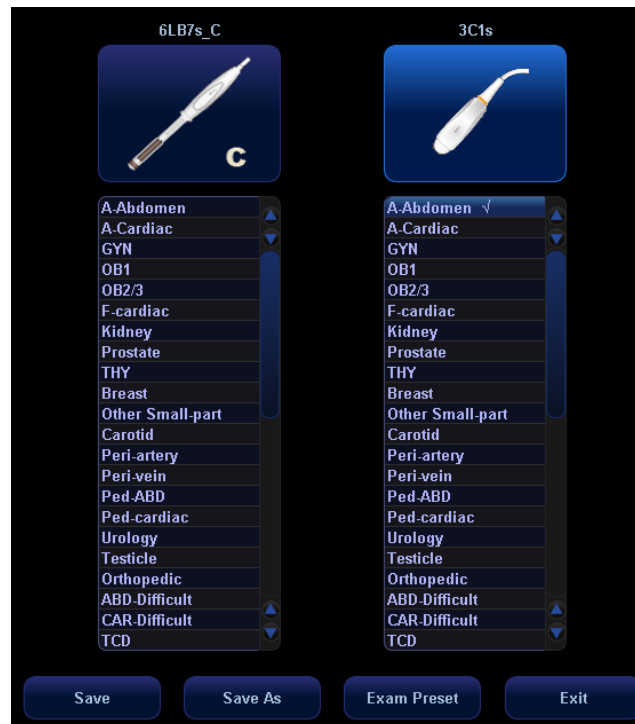 6LB7s_C
3C1s
C
A-Abdomen
A-Cardiac
GYN
OB1
OB2/3
F-cardiac
Kidney
Prostate
THY
Breast
Other Small-part
Carotid
Peri-artery
Peri-vein
Ped-ABD
Ped-cardiac
Urology
Testicle
Orthopedic
ABD-Difficult
CAR-Difficult
TCD
A-Abdomen √
A-Cardiac
GYN
OB1
OB2/3
F-cardiac
Kidney
Prostate
THY
Breast
Other Small-part
Carotid
Peri-artery
Peri-vein
Ped-ABD
Ped-cardiac
Urology
Testicle
Orthopedic
ABD-Difficult
CAR-Difficult
TCD
Save
Save As
Exam Preset
Exit